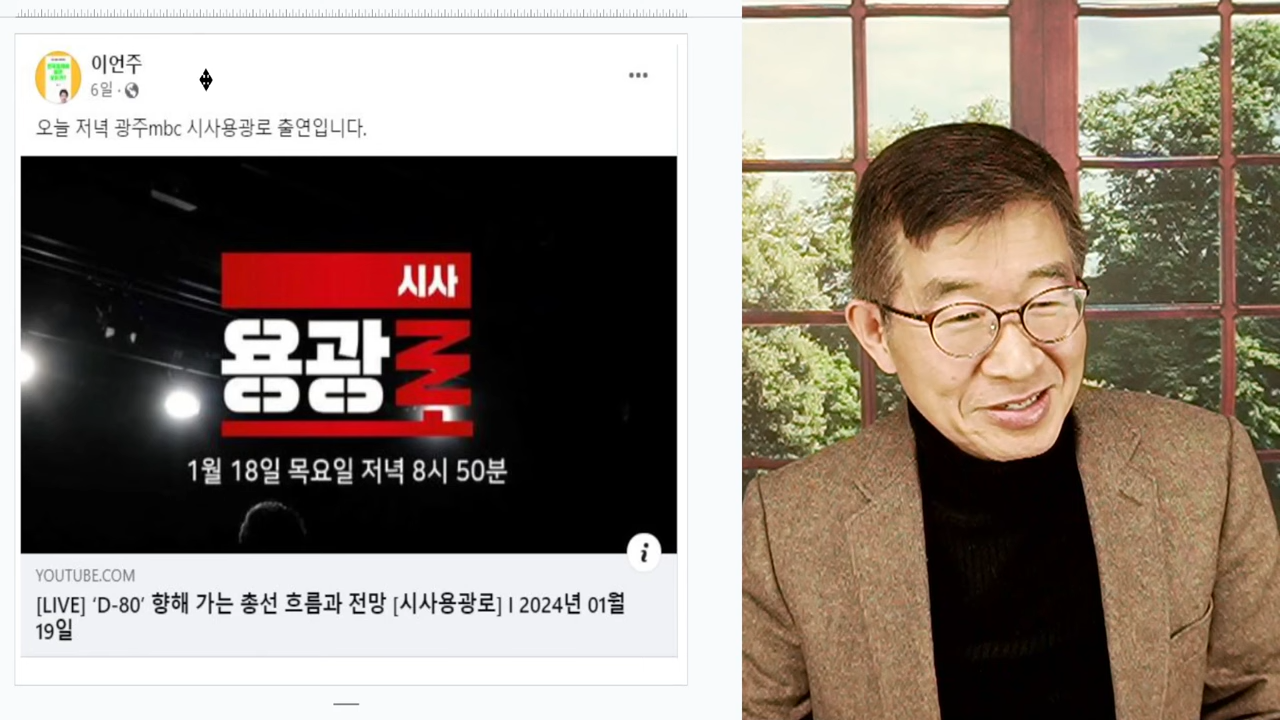 이언주
6일
오늘 저녁 광주mbc 시사용광로 출연입니다.
시사
용광로
1월 18일 목요일 저녁 8시 50분
YOUTUBE.COM
[LIVE] ‘D-80’ 향해 가는 총선 흐름과 전망 [시사용광로] I 2024년 01월
19일